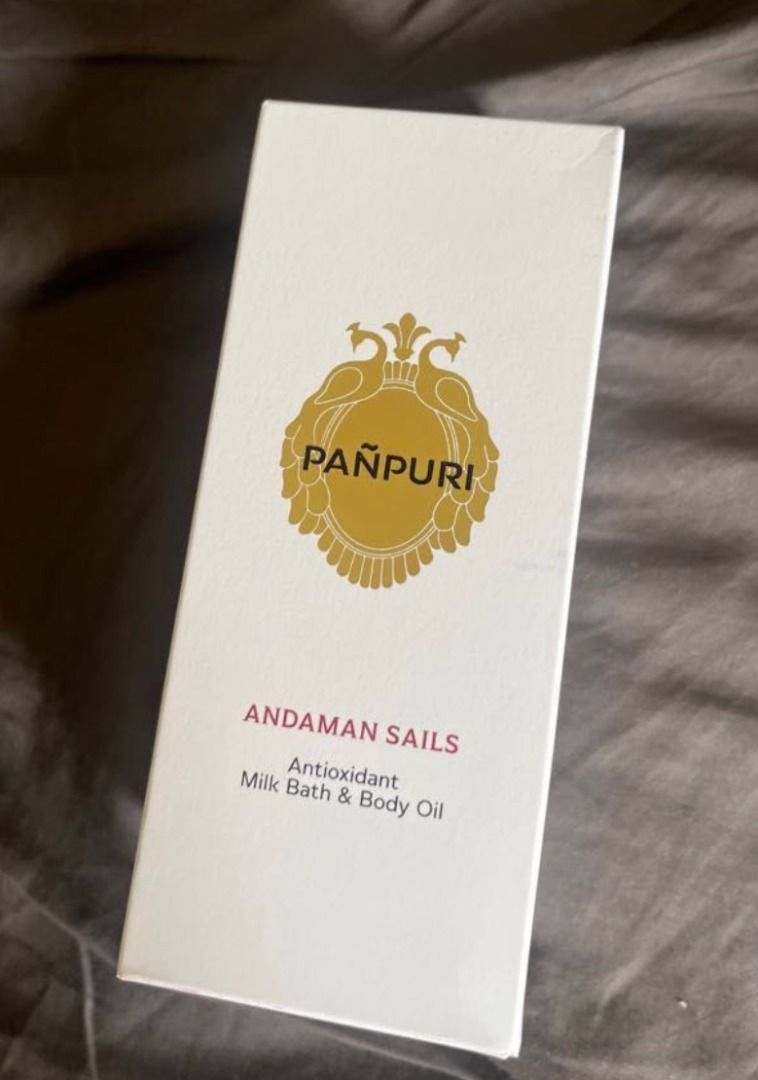 PAÑPURI
ANDAMAN SAILS
Antioxidant
Milk Bath & Body Oil